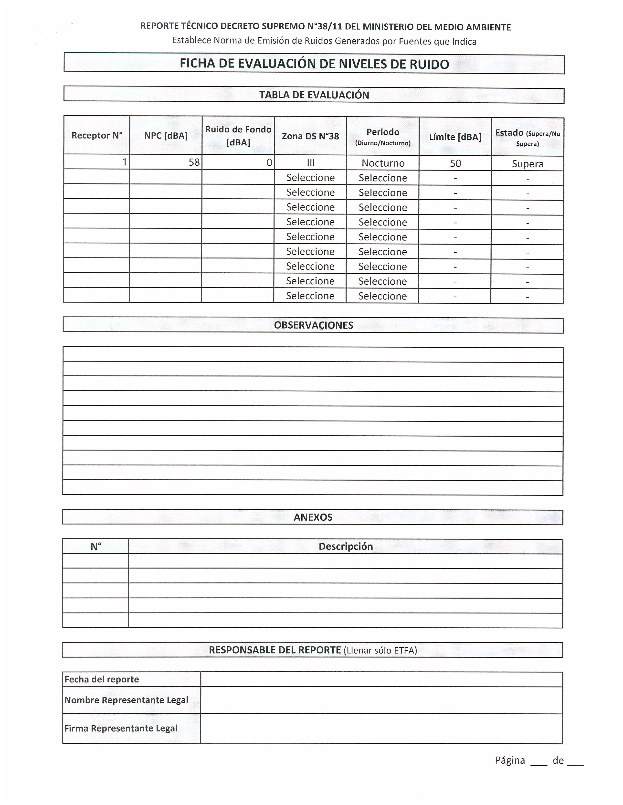 REPORTE TÉCNICO DECRETO SUPREMO N°38/11 DEL MINISTERIO DEL MEDIO AMBIENTE
Establece Norma de Emisión de Ruidos Generados por Fuentes que Indica
FICHA DE EVALUACIÓN DE NIVELES DE RUIDO
TABLA DE EVALUACIÓN
Receptor N° NPC [dBA] Ruido de Fondo [dBA] Zona DS N°38 Periodo (Diurno/Nocturno) Límite [dBA] Estado (Supera/No Supera)
1 58 0 III Nocturno 50 Supera
Seleccione Seleccione - -
Seleccione Seleccione - -
Seleccione Seleccione - -
Seleccione Seleccione - -
Seleccione Seleccione - -
Seleccione Seleccione - -
Seleccione Seleccione - -
Seleccione Seleccione - -
Seleccione Seleccione - -
OBSERVACIONES
ANEXOS
N° Descripción
RESPONSABLE DEL REPORTE (Llenar sólo ETFA)
Fecha del reporte
Nombre Representante Legal
Firma Representante Legal
Página ___ de ___